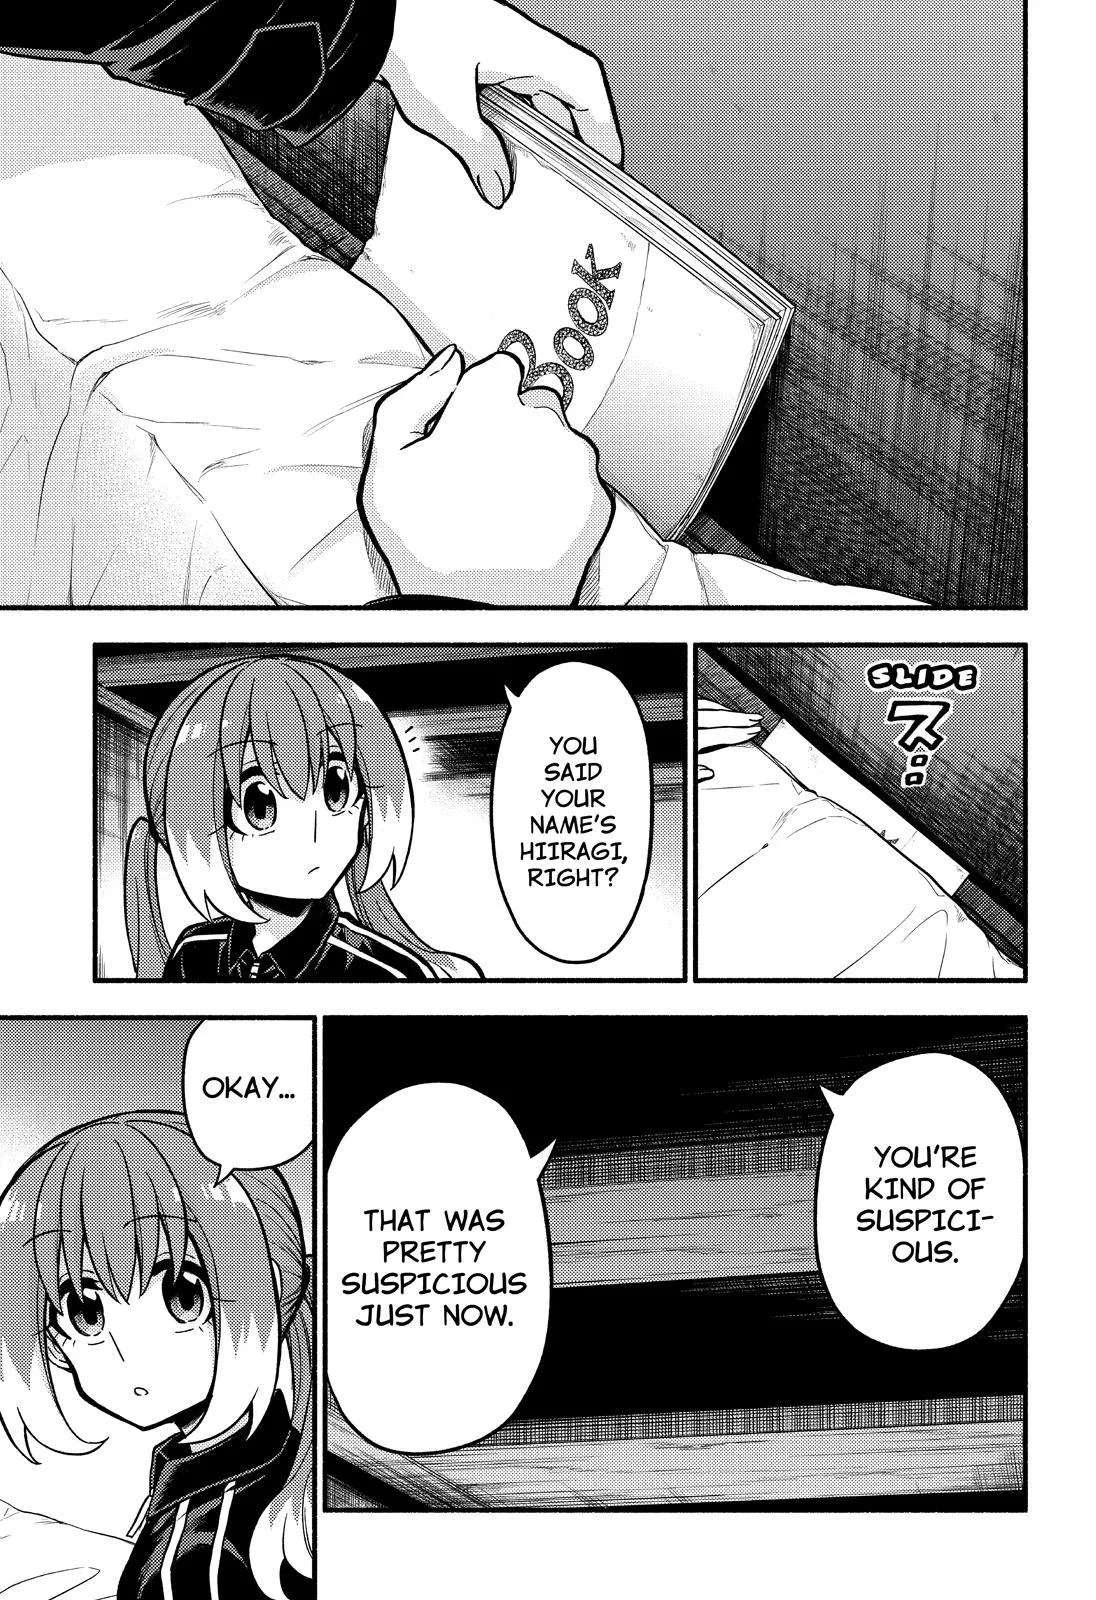 BOOK
SLIDE
ス…
YOU
SAID
YOUR
NAME'S
HIIRAGI,
RIGHT?
YOU'RE
KIND OF
SUSPICI-
OUS.
THAT WAS
PRETTY
SUSPICIOUS
JUST NOW.
OKAY...